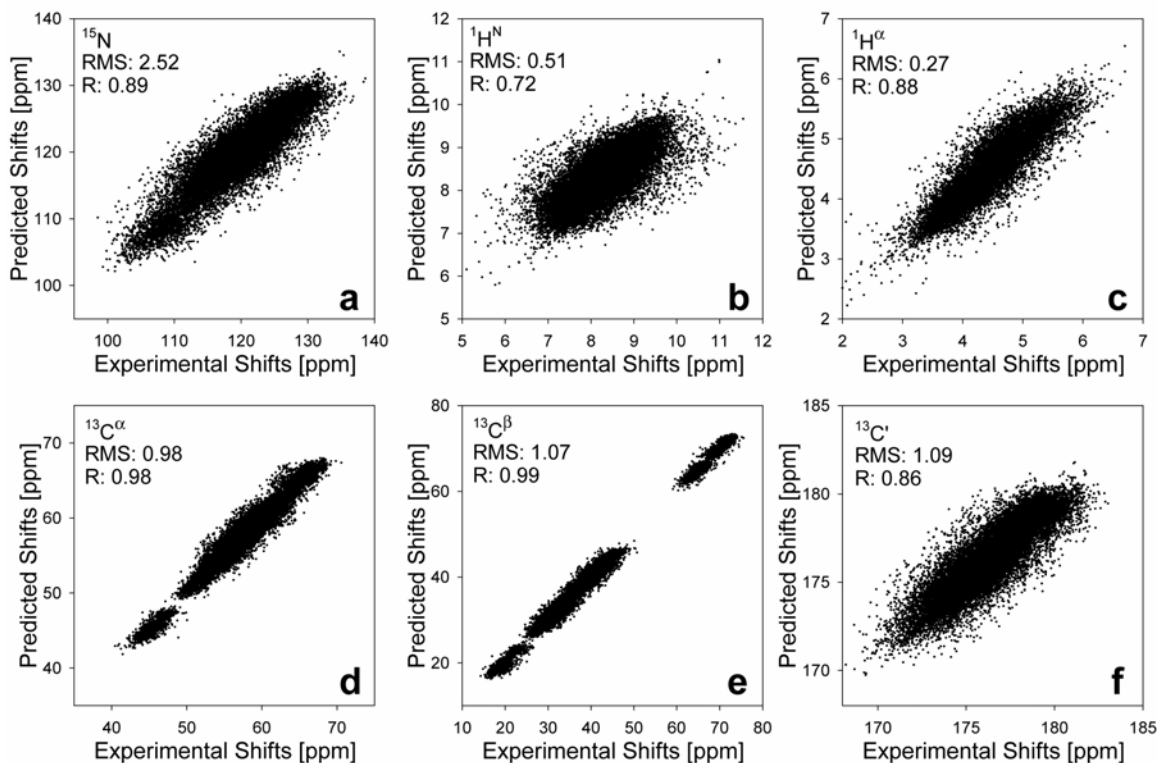 140
130
120
110
100
Predicted Shifts [ppm]
¹⁵N
RMS: 2.52
R: 0.89
a
100 110 120 130 140
Experimental Shifts [ppm]
12
11
10
9
8
7
6
5
Predicted Shifts [ppm]
¹Hᴺ
RMS: 0.51
R: 0.72
b
5 6 7 8 9 10 11 12
Experimental Shifts [ppm]
7
6
5
4
3
2
Predicted Shifts [ppm]
¹Hᵅ
RMS: 0.27
R: 0.88
c
2 3 4 5 6 7
Experimental Shifts [ppm]
70
60
50
40
Predicted Shifts [ppm]
¹³Cᵅ
RMS: 0.98
R: 0.98
d
40 50 60 70
Experimental Shifts [ppm]
80
60
40
20
Predicted Shifts [ppm]
¹³Cᵝ
RMS: 1.07
R: 0.99
e
10 20 30 40 50 60 70 80
Experimental Shifts [ppm]
185
180
175
170
Predicted Shifts [ppm]
¹³C'
RMS: 1.09
R: 0.86
f
170 175 180 185
Experimental Shifts [ppm]